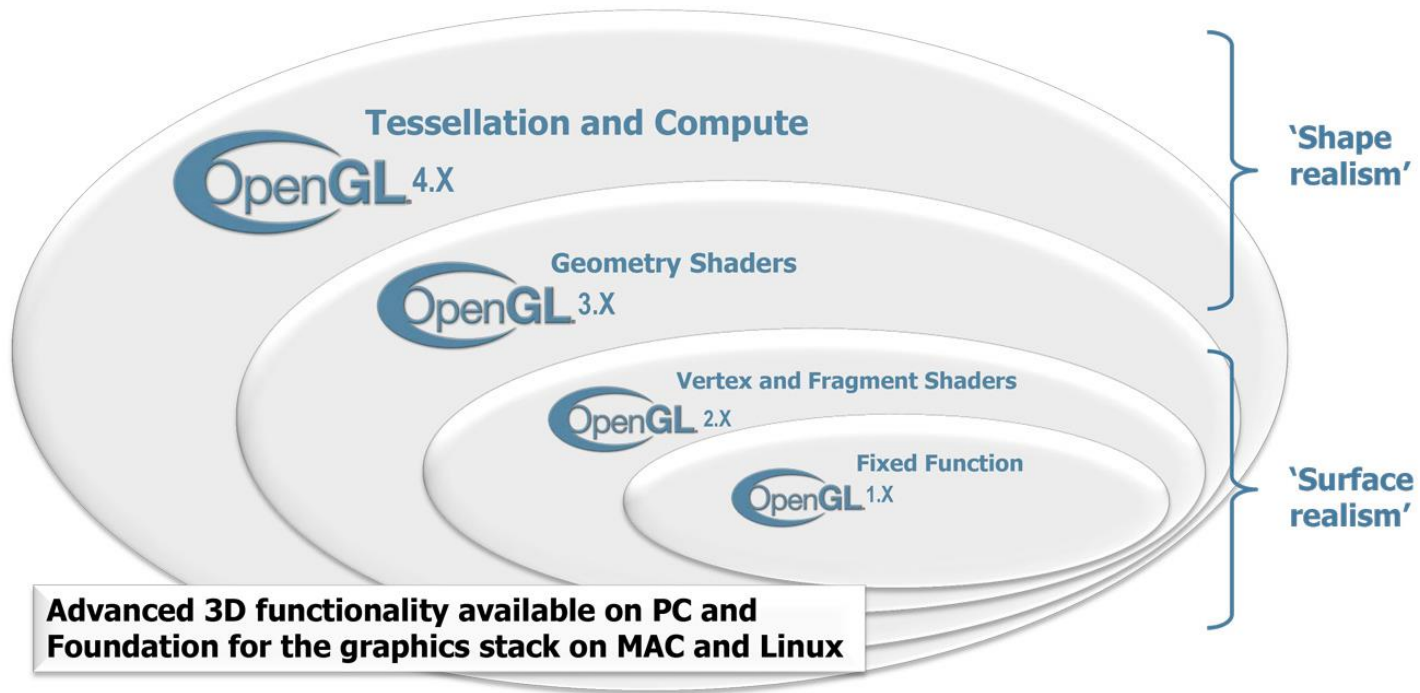 Tessellation and Compute
OpenGL 4.X
‘Shape
realism’
Geometry Shaders
OpenGL 3.X
Vertex and Fragment Shaders
OpenGL 2.X
Fixed Function
OpenGL 1.X
‘Surface
realism’
Advanced 3D functionality available on PC and
Foundation for the graphics stack on MAC and Linux